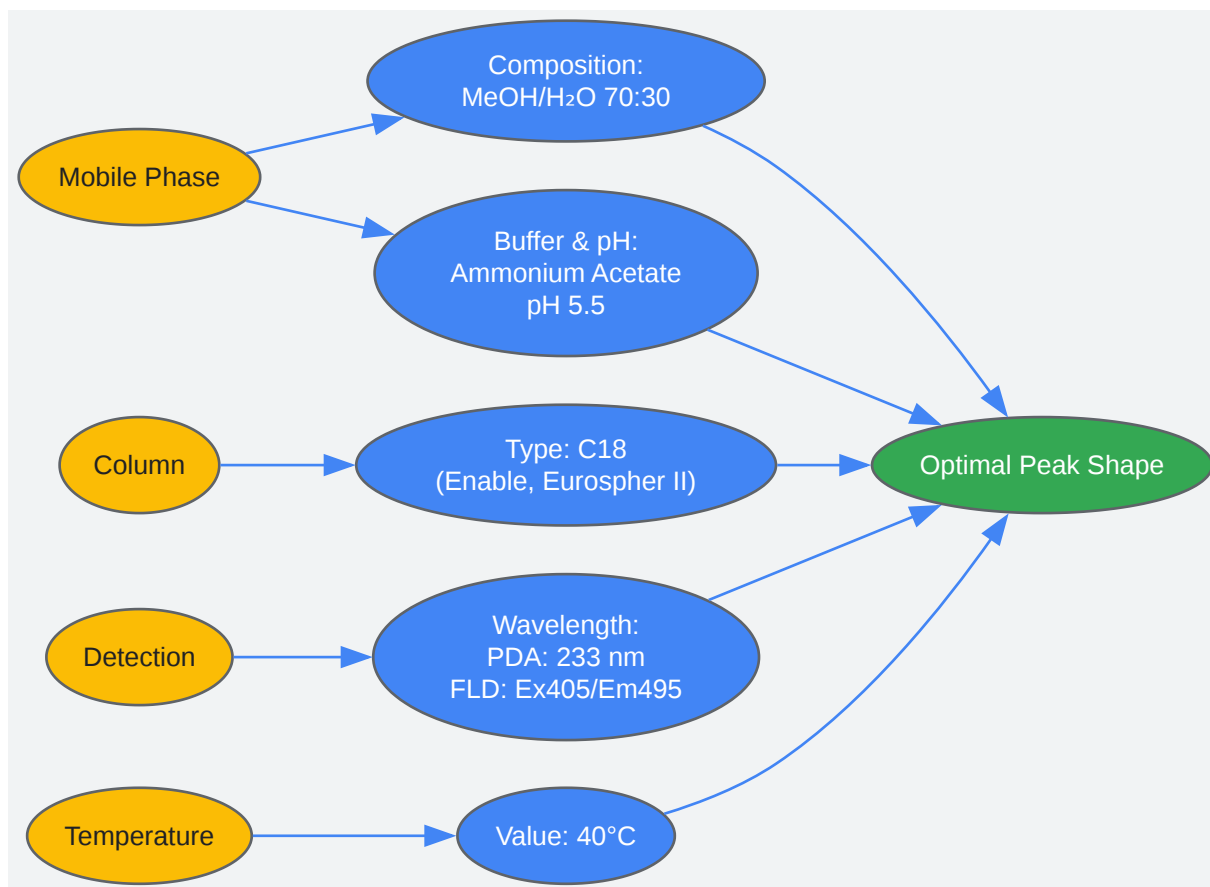 Composition:
MeOH/H₂O 70:30
Mobile Phase
Buffer & pH:
Ammonium Acetate
pH 5.5
Column
Type: C18
(Enable, Eurospher II)
Optimal Peak Shape
Detection
Wavelength:
PDA: 233 nm
FLD: Ex405/Em495
Temperature
Value: 40°C